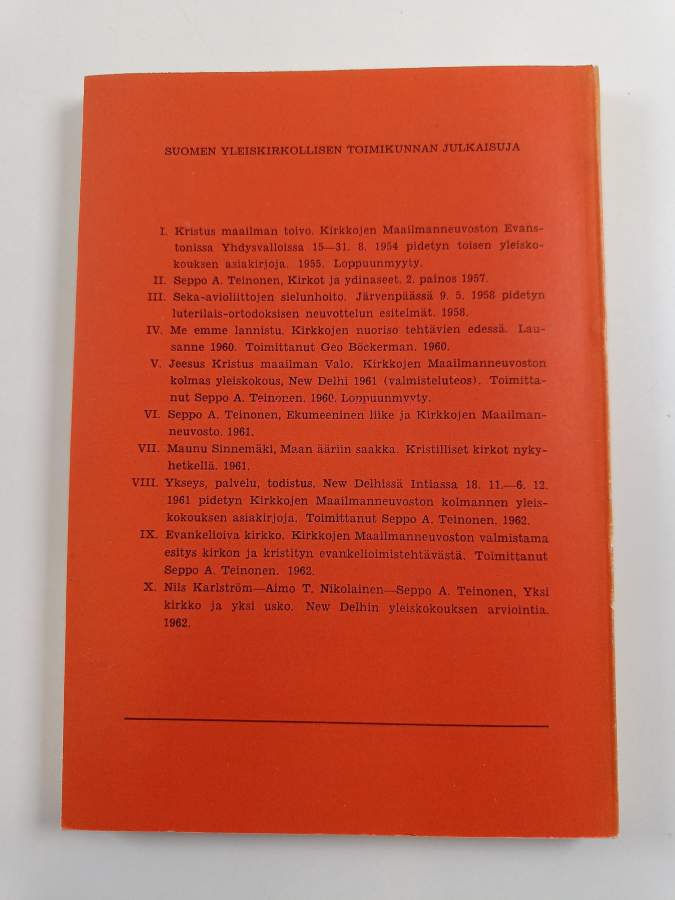 SUOMEN YLEISKIRKOLLISEN TOIMIKUNNAN JULKAISUJA
I. Kristus maailman toivo. Kirkkojen Maailmanneuvoston Evans-
tonissa Yhdysvalloissa 15—31. 8. 1954 pidetyn toisen yleisko-
kouksen asiakirjoja. 1955. Loppuunmyyty.
II. Seppo A. Teinonen, Kirkot ja ydinaseet. 2. painos 1957.
III. Seka-avioliittojen sielunhoito. Järvenpäässä 9. 5. 1958 pidetyn
luterilais-ortodoksisen neuvottelun esitelmät. 1958.
IV. Me emme lannistu. Kirkkojen nuoriso tehtävien edessä. Lau-
sanne 1960. Toimittanut Geo Böckerman. 1960.
V. Jeesus Kristus maailman Valo. Kirkkojen Maailmanneuvoston
kolmas yleiskokous, New Delhi 1961 (valmisteluteos). Toimitta-
nut Seppo A. Teinonen. 1960. Loppuunmyyty.
VI. Seppo A. Teinonen, Ekumeeninen liike ja Kirkkojen Maailman-
neuvosto. 1961.
VII. Maunu Sinnemäki, Maan ääriin saakka. Kristilliset kirkot nyky-
hetkellä. 1961.
VIII. Ykseys, palvelu, todistus. New Delhissä Intiassa 18. 11.—6. 12.
1961 pidetyn Kirkkojen Maailmanneuvoston kolmannen yleis-
kokouksen asiakirjoja. Toimittanut Seppo A. Teinonen. 1962.
IX. Evankelioiva kirkko. Kirkkojen Maailmanneuvoston valmistama
esitys kirkon ja kristityn evankelioimistehtävästä. Toimittanut
Seppo A. Teinonen. 1962.
X. Nils Karlström—Aimo T. Nikolainen—Seppo A. Teinonen, Yksi
kirkko ja yksi usko. New Delhin yleiskokouksen arviointia.
1962.